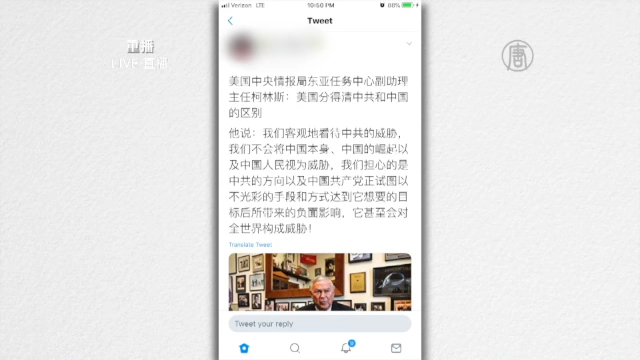 Verizon LTE
10:50 PM
88%
Tweet
重播
LIVE 直播
唐
美国中央情报局东亚任务中心副助理
主任柯林斯：美国分得清中共和中国
的区别
他说：我们客观地看待中共的威胁，
我们不会将中国本身、中国的崛起以
及中国人民视为威胁，我们担心的是
中共的方向以及中国共产党正试图以
不光彩的手段和方式达到它想要的
目标后所带来的负面影响，它甚至会对
全世界构成威胁！
Translate Tweet
Tweet your reply